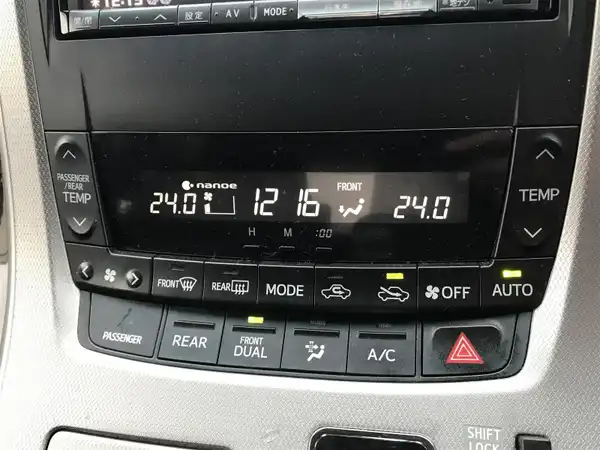 設定 AV MODE
PASSENGER/REAR TEMP
nanoe FRONT
24.0 12 16 24.0
TEMP
H M :00
FRONT REAR MODE OFF AUTO
PASSENGER REAR FRONT DUAL A/C
SHIFT LOCK